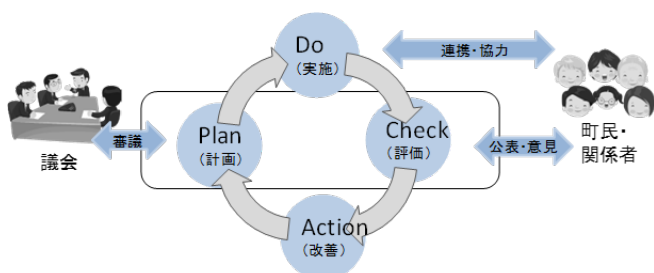 Do
(実施)
連携・協力
Plan
(計画)
Check
(評価)
審議
議会
公表・意見
町民・
関係者
Action
(改善)